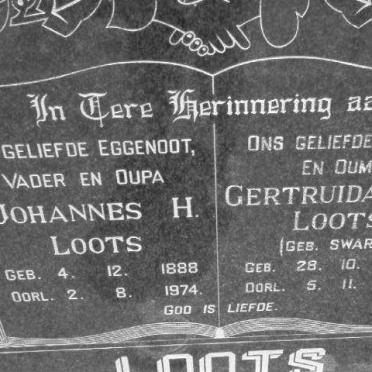 In Tere Herinnering aa
GELIEFDE EGGENOOT,
VADER EN OUPA
JOHANNES H.
LOOTS
GEB. 4. 12. 1888
OORL. 2. 8. 1974.
ONS GELIEFDE
EN OUM
GERTRUIDA
LOOTS
(GEB. SWAR
GEB. 28. 10.
OORL. 5. 11.
GOD IS LIEFDE.
LOOTS